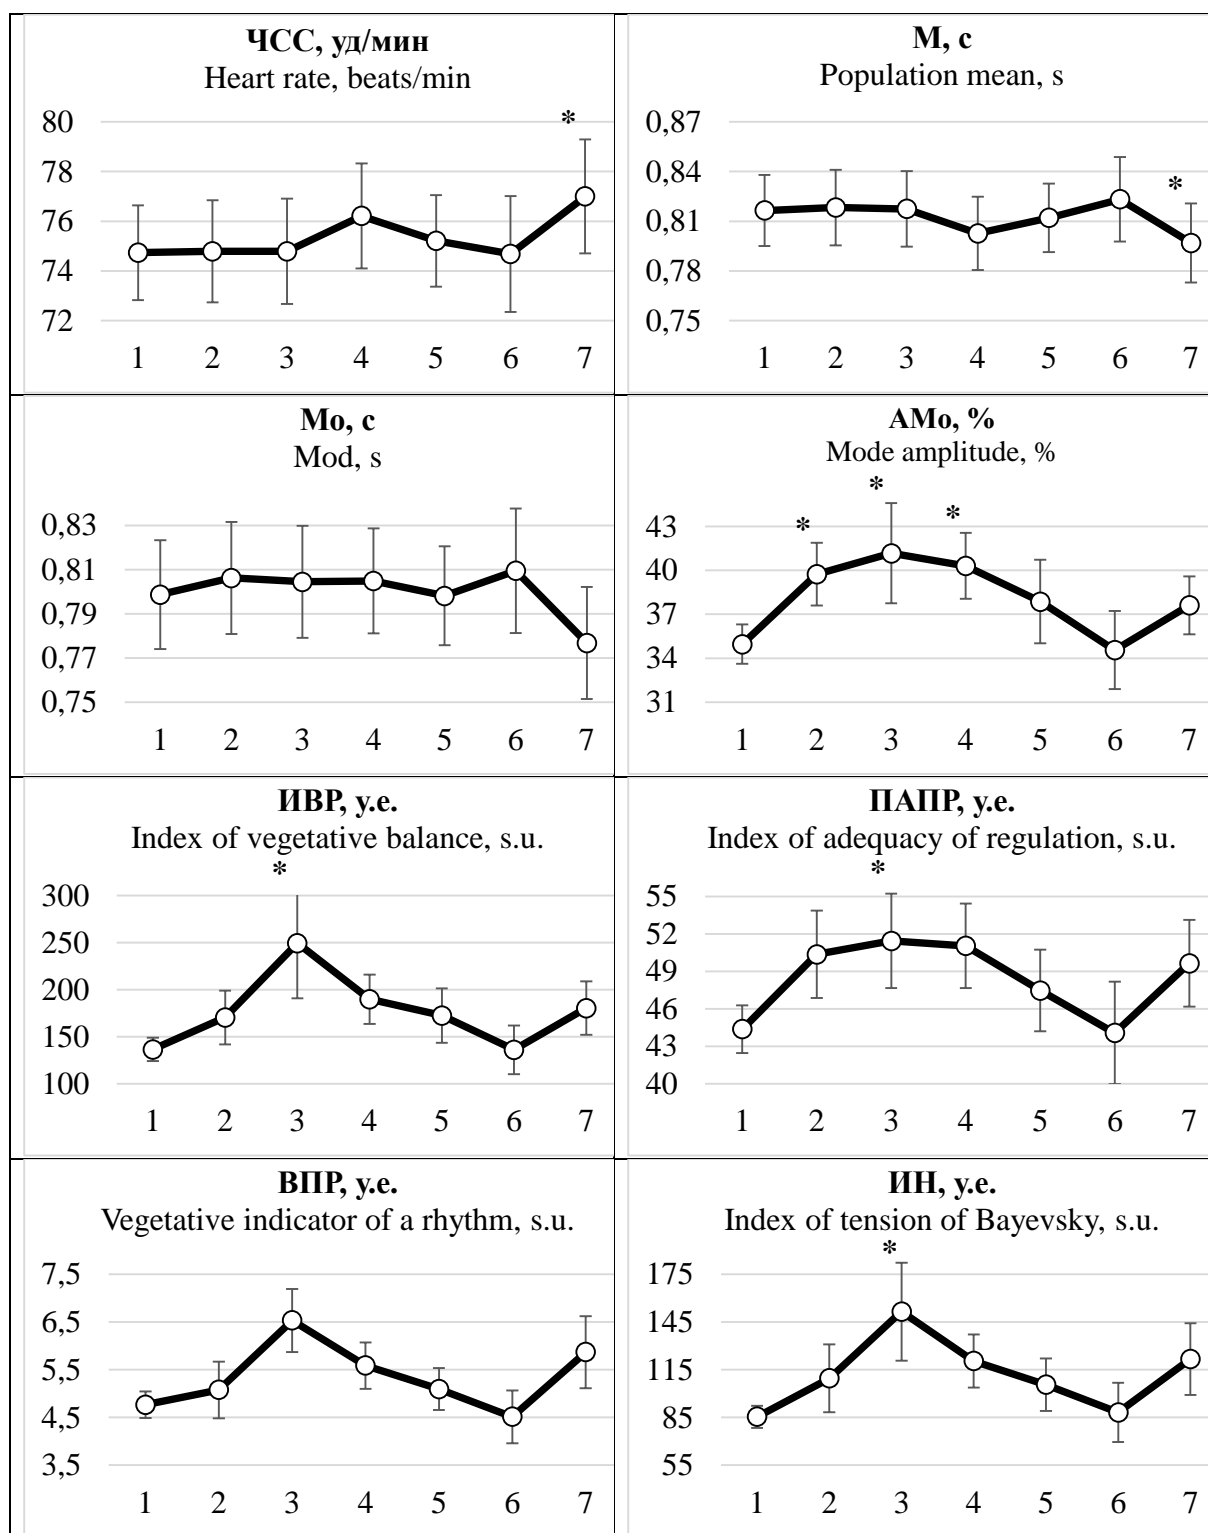 ЧСС, уд/мин
Heart rate, beats/min
*
80
78
76
74
72
1 2 3 4 5 6 7
М, с
Population mean, s
0,87
0,84
*
0,81
0,78
0,75
1 2 3 4 5 6 7
Мо, с
Mod, s
0,83
0,81
0,79
0,77
0,75
1 2 3 4 5 6 7
АМо, %
Mode amplitude, %
* * *
43
40
37
34
31
1 2 3 4 5 6 7
ИВР, у.е.
Index of vegetative balance, s.u.
*
300
250
200
150
100
1 2 3 4 5 6 7
ПАПР, у.е.
Index of adequacy of regulation, s.u.
*
55
52
49
46
43
40
1 2 3 4 5 6 7
ВПР, у.е.
Vegetative indicator of a rhythm, s.u.
7,5
6,5
5,5
4,5
3,5
1 2 3 4 5 6 7
ИН, у.е.
Index of tension of Bayevsky, s.u.
*
175
145
115
85
55
1 2 3 4 5 6 7